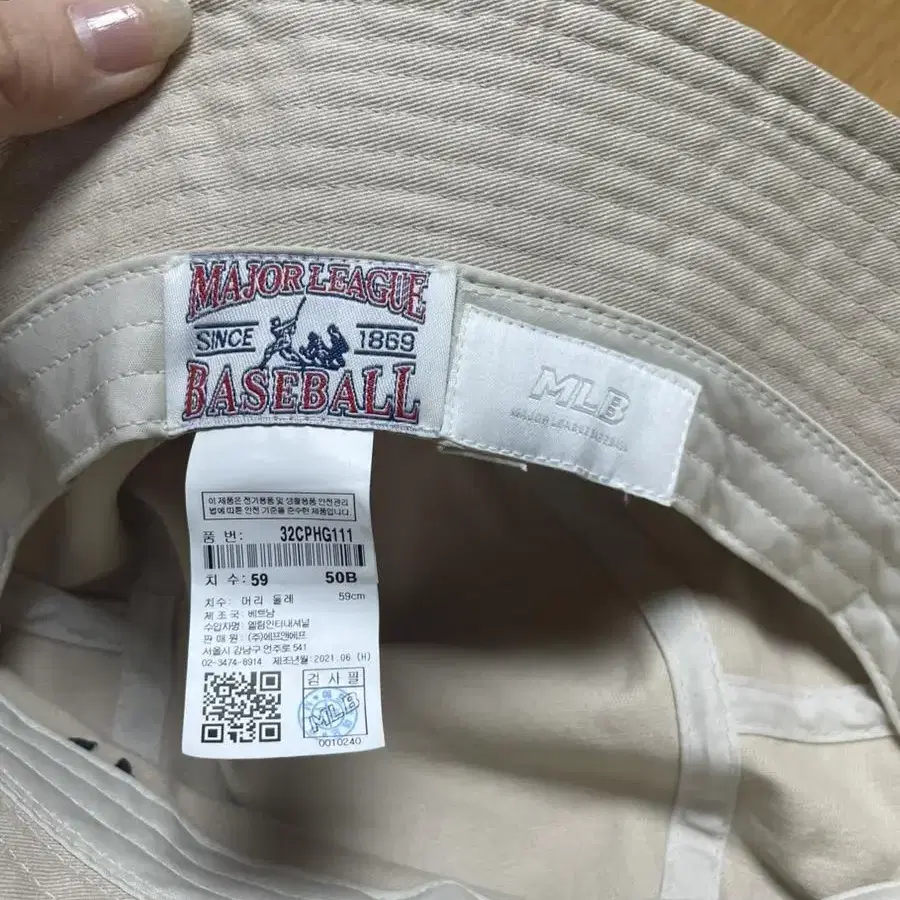 MAJOR LEAGUE
SINCE 1869
BASEBALL
MLB
MAJOR LEAGUE BASEBALL
이 제품은 전기용품 및 생활용품 안전관리
법에 따른 안전 기준을 준수한 제품입니다.
품 번: 32CPHG111
치 수: 59 50B
치수: 머리 둘레 59cm
제 조 국: 베트남
수입자명: 엘림인터내셔널
판 매 원: (주)에프앤에프
서울시 강남구 언주로 541
02-3474-8914 제조년월: 2021.06 (H)
검 사 필
MLB
0010240